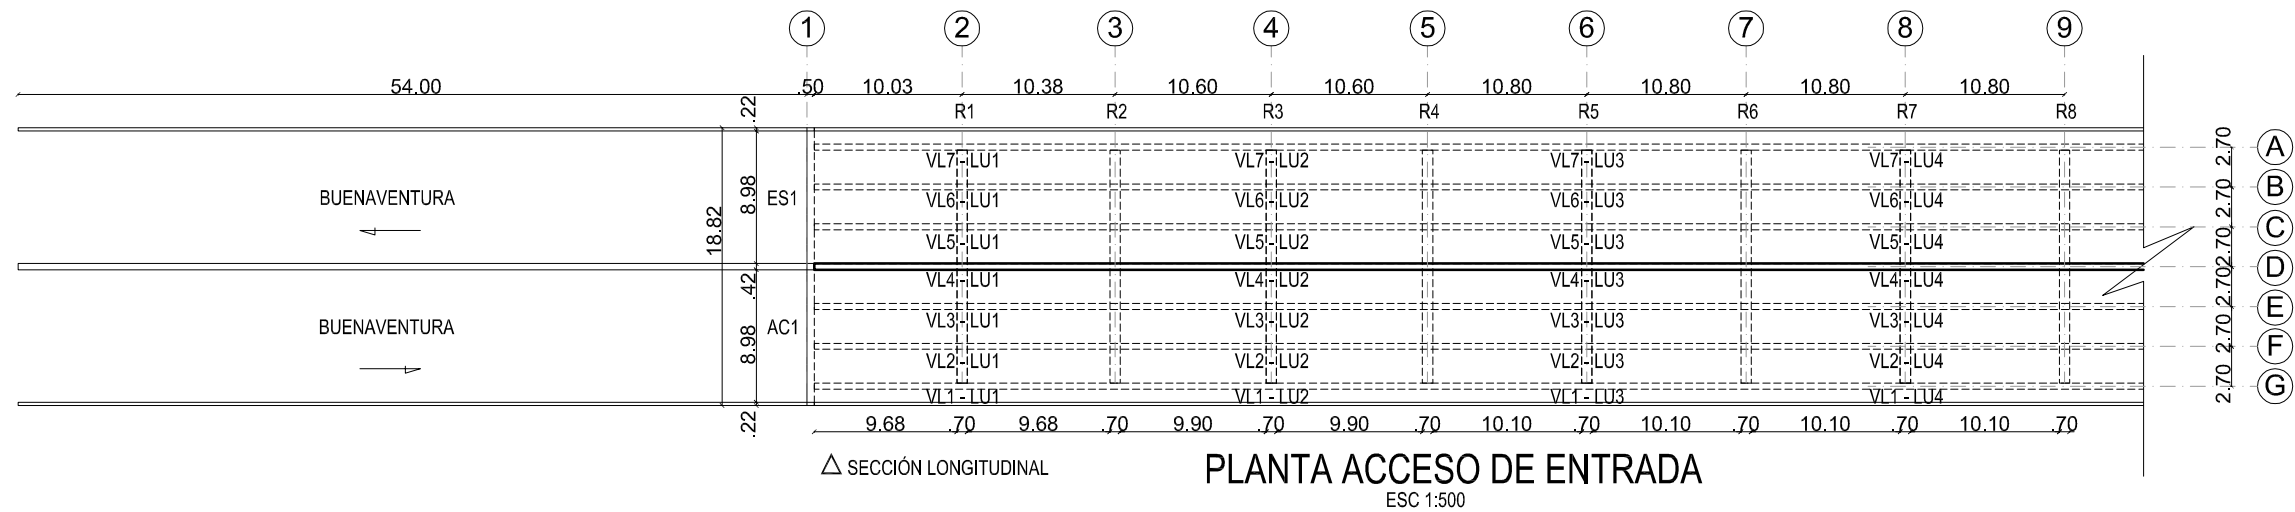 1 2 3 4 5 6 7 8 9
54.00 .50 10.03 10.38 10.60 10.60 10.80 10.80 10.80 10.80
.22 R1 R2 R3 R4 R5 R6 R7 R8
2.70 A
VL7 - LU1 VL7 - LU2 VL7 - LU3 VL7 - LU4
2.70 B
BUENAVENTURA 18.82 8.98 ES1 VL6 - LU1 VL6 - LU2 VL6 - LU3 VL6 - LU4
2.70 C
VL5 - LU1 VL5 - LU2 VL5 - LU3 VL5 - LU4
2.70 D
.42 VL4 - LU1 VL4 - LU2 VL4 - LU3 VL4 - LU4
2.70 E
BUENAVENTURA 8.98 AC1 VL3 - LU1 VL3 - LU2 VL3 - LU3 VL3 - LU4
2.70 F
VL2 - LU1 VL2 - LU2 VL2 - LU3 VL2 - LU4
2.70 G
VL1 - LU1 VL1 - LU2 VL1 - LU3 VL1 - LU4
.22 9.68 .70 9.68 .70 9.90 .70 9.90 .70 10.10 .70 10.10 .70 10.10 .70 10.10 .70
SECCIÓN LONGITUDINAL
PLANTA ACCESO DE ENTRADA
ESC 1:500